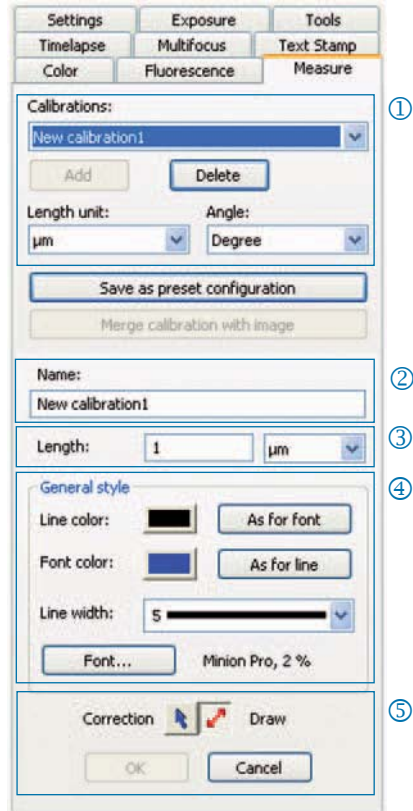 Settings Exposure Tools
Timelapse Multifocus Text Stamp
Color Fluorescence Measure
Calibrations:
①
New calibration1
Add Delete
Length unit: Angle:
µm Degree
Save as preset configuration
Merge calibration with image
Name:
②
New calibration1
Length: 1 µm
③
General style
④
Line color: As for font
Font color: As for line
Line width: 5
Font... Minion Pro, 2 %
Correction Draw
⑤
OK Cancel